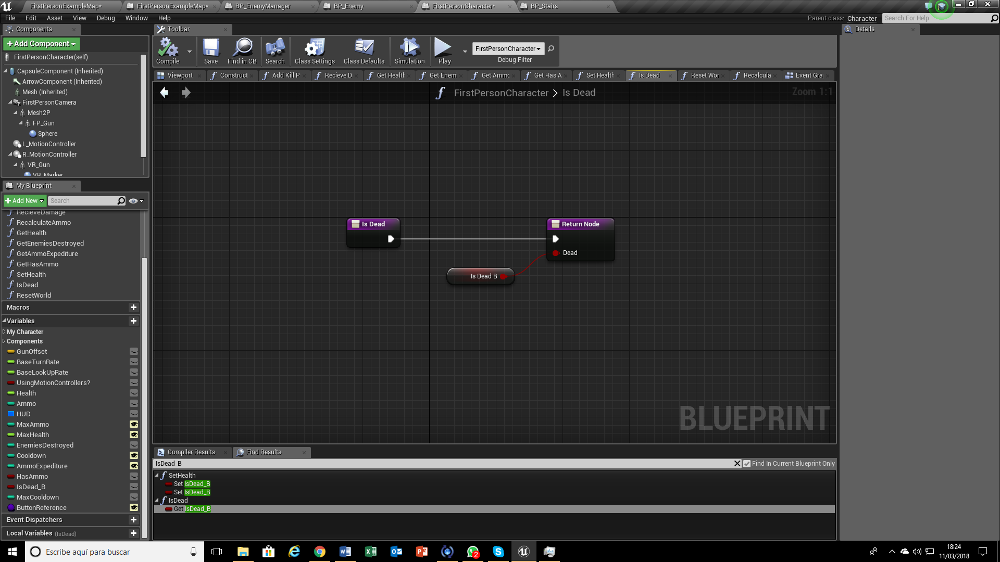 FirstPersonExampleMap*
FirstPersonExampleMap*
BP_EnemyManager
BP_Enemy
FirstPersonCharacter*
BP_Stairs
File Edit Asset View Debug Window Help
Parent class: Character
Search For Help
Components
Toolbar
Details
+ Add Component
FirstPersonCharacter(self)
CapsuleComponent (Inherited)
ArrowComponent (Inherited)
Mesh (Inherited)
FirstPersonCamera
Mesh2P
FP_Gun
Sphere
L_MotionController
R_MotionController
VR_Gun
VR_Marker
Compile
Save
Find in CB
Search
Class Settings
Class Defaults
Simulation
Play
FirstPersonCharacter
Debug Filter
Viewport
Construct
Add Kill P
Recieve D
Get Health
Get Enem
Get Ammo
Get Has A
Set Health
Is Dead
Reset Wor
Recalcula
Event Gra
FirstPersonCharacter > Is Dead
Zoom 1:1
My Blueprint
+ Add New
Search
RecieveDamage
RecalculateAmmo
GetHealth
GetEnemiesDestroyed
GetAmmoExpediture
GetHasAmmo
SetHealth
IsDead
ResetWorld
Macros
Variables
My Character
Components
GunOffset
BaseTurnRate
BaseLookUpRate
UsingMotionControllers?
Health
Ammo
HUD
MaxAmmo
MaxHealth
EnemiesDestroyed
Cooldown
AmmoExpediture
HasAmmo
IsDead_B
MaxCooldown
ButtonReference
Event Dispatchers
Local Variables (IsDead)
Is Dead
Return Node
Dead
Is Dead B
BLUEPRINT
Compiler Results
Find Results
IsDead_B
Find In Current Blueprint Only
SetHealth
Set IsDead_B
Set IsDead_B
IsDead
Get IsDead_B
Escribe aquí para buscar
2
18:24
11/03/2018